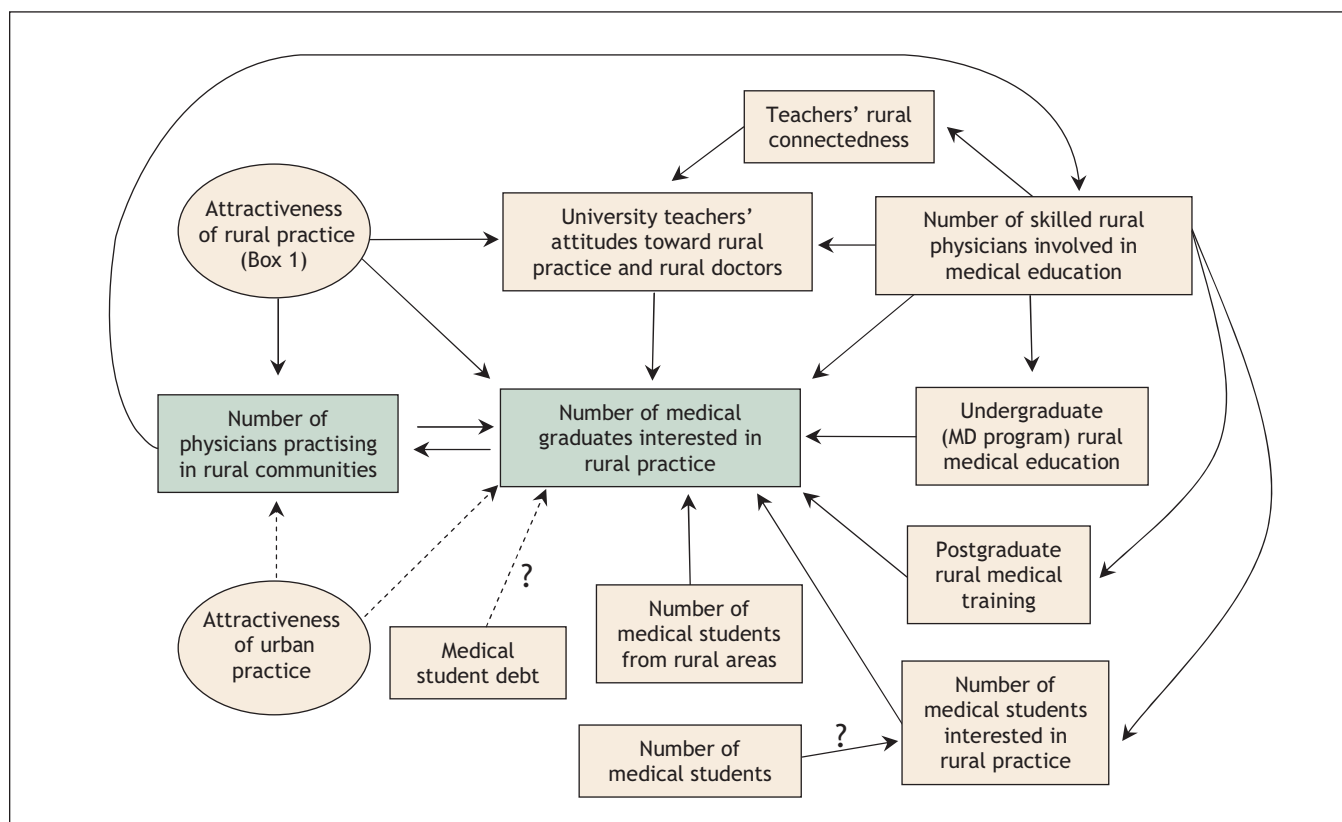 Teachers' rural
connectedness
Attractiveness
of rural practice
(Box 1)
University teachers'
attitudes toward rural
practice and rural doctors
Number of skilled rural
physicians involved in
medical education
Number of
physicians practising
in rural communities
Number of medical
graduates interested in
rural practice
Undergraduate
(MD program) rural
medical education
Postgraduate
rural medical
training
Attractiveness
of urban
practice
?
Medical
student debt
Number of
medical students
from rural areas
Number of
medical students
interested in
rural practice
?
Number of
medical students